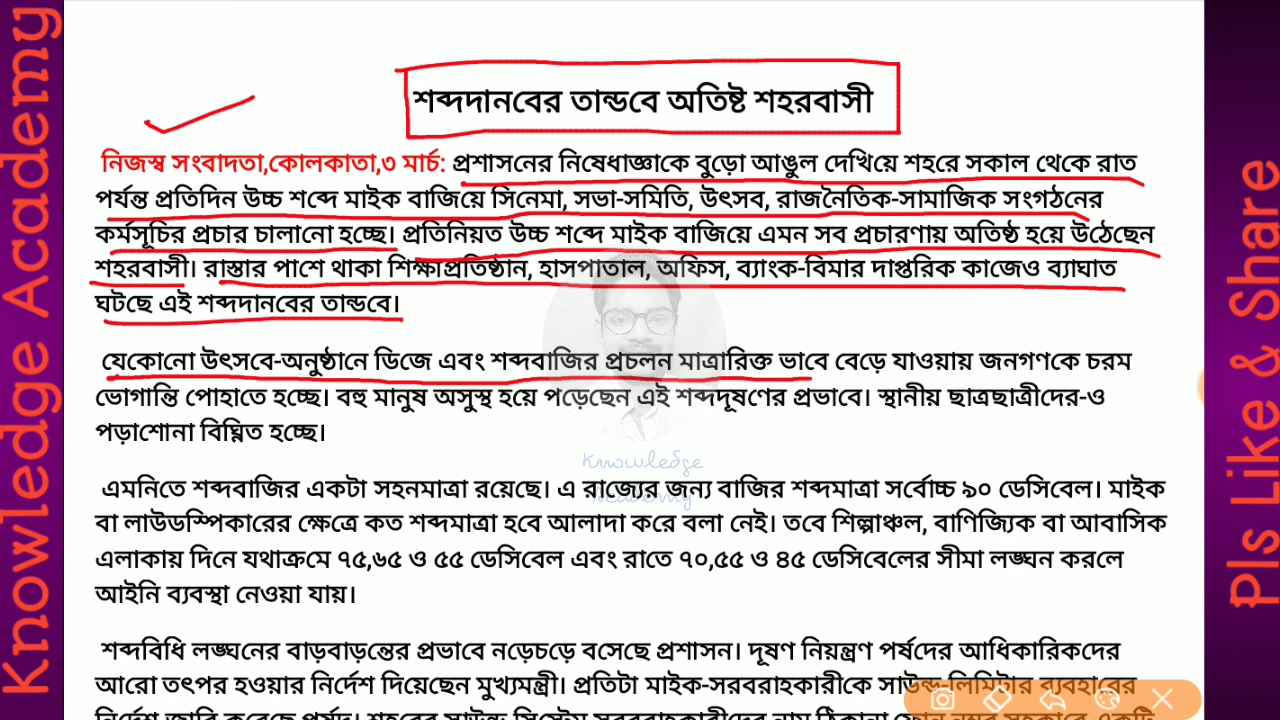 Knowledge Academy
শব্দদানবের তান্ডবে অতিষ্ট শহরবাসী
নিজস্ব সংবাদতা,কোলকাতা,৩ মার্চ: প্রশাসনের নিষেধাজ্ঞাকে বুড়ো আঙুল দেখিয়ে শহরে সকাল থেকে রাত
পর্যন্ত প্রতিদিন উচ্চ শব্দে মাইক বাজিয়ে সিনেমা, সভা-সমিতি, উৎসব, রাজনৈতিক-সামাজিক সংগঠনের
কর্মসূচির প্রচার চালানো হচ্ছে। প্রতিনিয়ত উচ্চ শব্দে মাইক বাজিয়ে এমন সব প্রচারণায় অতিষ্ঠ হয়ে উঠেছেন
শহরবাসী। রাস্তার পাশে থাকা শিক্ষাপ্রতিষ্ঠান, হাসপাতাল, অফিস, ব্যাংক-বিমার দাপ্তরিক কাজেও ব্যাঘাত
ঘটছে এই শব্দদানবের তান্ডবে।
যেকোনো উৎসবে-অনুষ্ঠানে ডিজে এবং শব্দবাজির প্রচলন মাত্রারিক্ত ভাবে বেড়ে যাওয়ায় জনগণকে চরম
ভোগান্তি পোহাতে হচ্ছে। বহু মানুষ অসুস্থ হয়ে পড়েছেন এই শব্দদূষণের প্রভাবে। স্থানীয় ছাত্রছাত্রীদের-ও
পড়াশোনা বিঘ্নিত হচ্ছে।
Knowledge
Academy
এমনিতে শব্দবাজির একটা সহনমাত্রা রয়েছে। এ রাজ্যের জন্য বাজির শব্দমাত্রা সর্বোচ্চ ৯০ ডেসিবেল। মাইক
বা লাউডস্পিকারের ক্ষেত্রে কত শব্দমাত্রা হবে আলাদা করে বলা নেই। তবে শিল্পাঞ্চল, বাণিজ্যিক বা আবাসিক
এলাকায় দিনে যথাক্রমে ৭৫,৬৫ ও ৫৫ ডেসিবেল এবং রাতে ৭০,৫৫ ও ৪৫ ডেসিবেলের সীমা লঙ্ঘন করলে
আইনি ব্যবস্থা নেওয়া যায়।
শব্দবিধি লঙ্ঘনের বাড়বাড়ন্তের প্রভাবে নড়েচড়ে বসেছে প্রশাসন। দূষণ নিয়ন্ত্রণ পর্ষদের আধিকারিকদের
আরো তৎপর হওয়ার নির্দেশ দিয়েছেন মুখ্যমন্ত্রী। প্রতিটা মাইক-সরবরাহকারীকে সাউন্ড-লিমিটার ব্যবহারের
Pls Like & Share